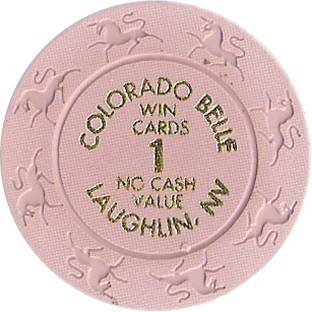 COLORADO BELLE
WIN
CARDS
1
NO CASH
VALUE
LAUGHLIN, NV